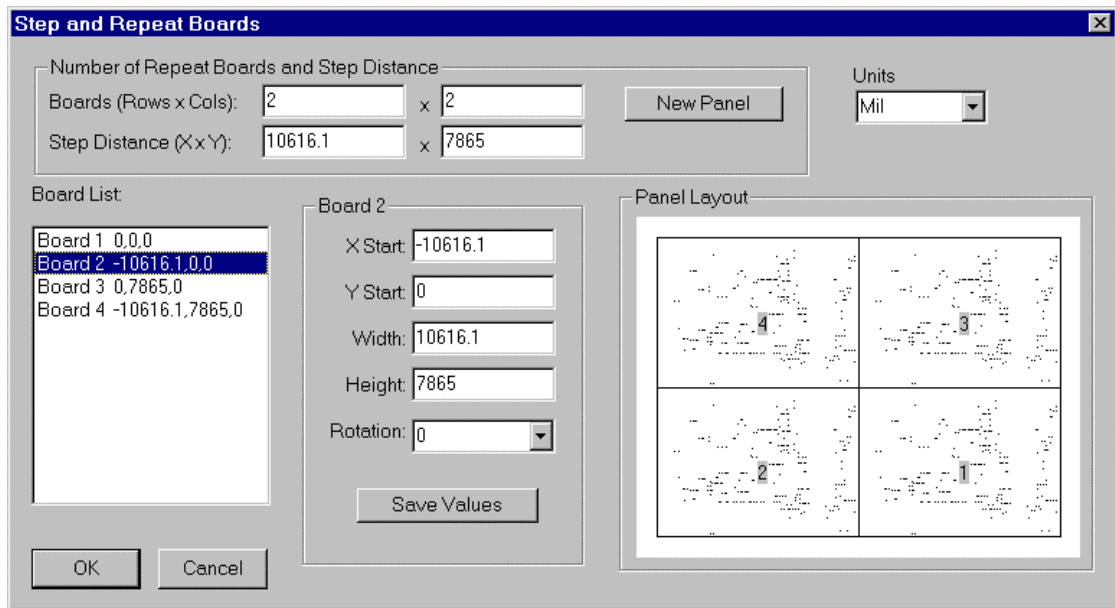 Step and Repeat Boards
Number of Repeat Boards and Step Distance
Boards (Rows x Cols): 2 x 2
New Panel
Step Distance (X x Y): 10616.1 x 7865
Units
Mil
Board List:
Board 1 0,0,0
Board 2 -10616.1,0,0
Board 3 0,7865,0
Board 4 -10616.1,7865,0
Board 2
X Start: -10616.1
Y Start: 0
Width: 10616.1
Height: 7865
Rotation: 0
Save Values
Panel Layout
4 3
2 1
OK Cancel